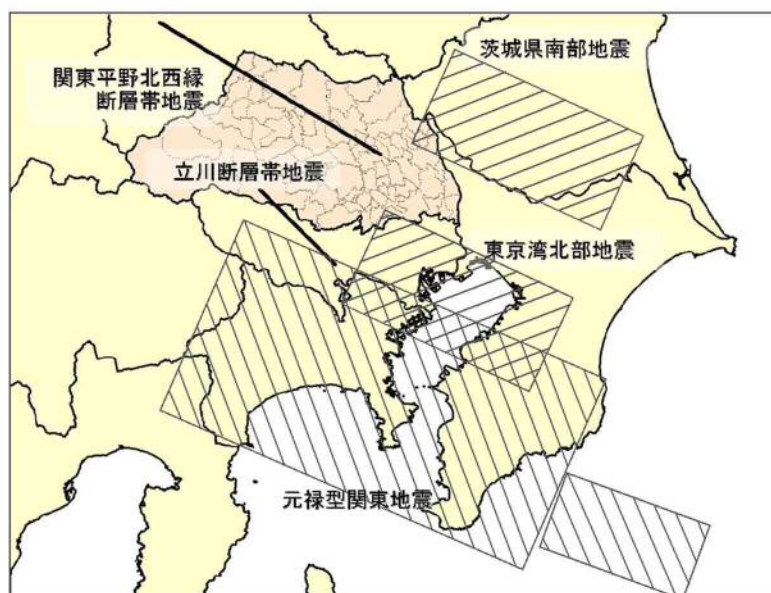 茨城県南部地震
関東平野北西縁
断層帯地震
立川断層帯地震
東京湾北部地震
元禄型関東地震